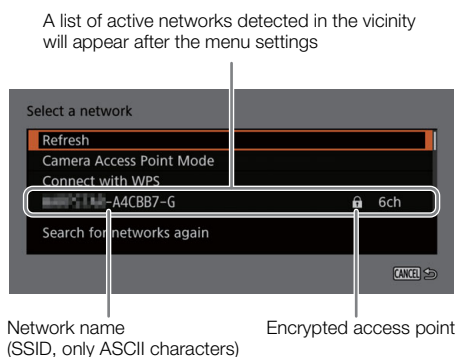 A list of active networks detected in the vicinity
will appear after the menu settings
Select a network
Refresh
Camera Access Point Mode
Connect with WPS
-A4CBB7-G 6ch
Search for networks again
CANCEL
Network name
(SSID, only ASCII characters)
Encrypted access point